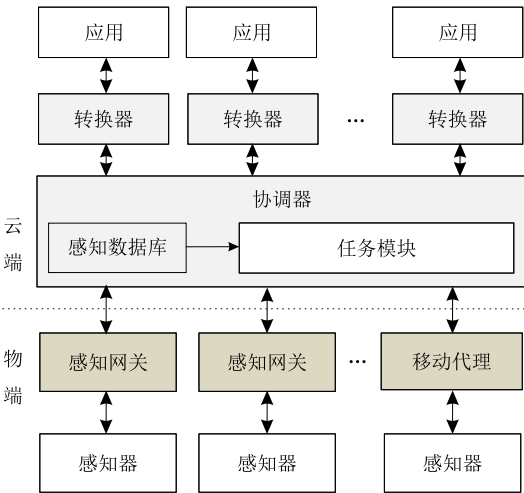 应用 应用 应用
转换器 转换器 ... 转换器
协调器
云端
感知数据库 任务模块
物端
感知网关 感知网关 ... 移动代理
感知器 感知器 感知器